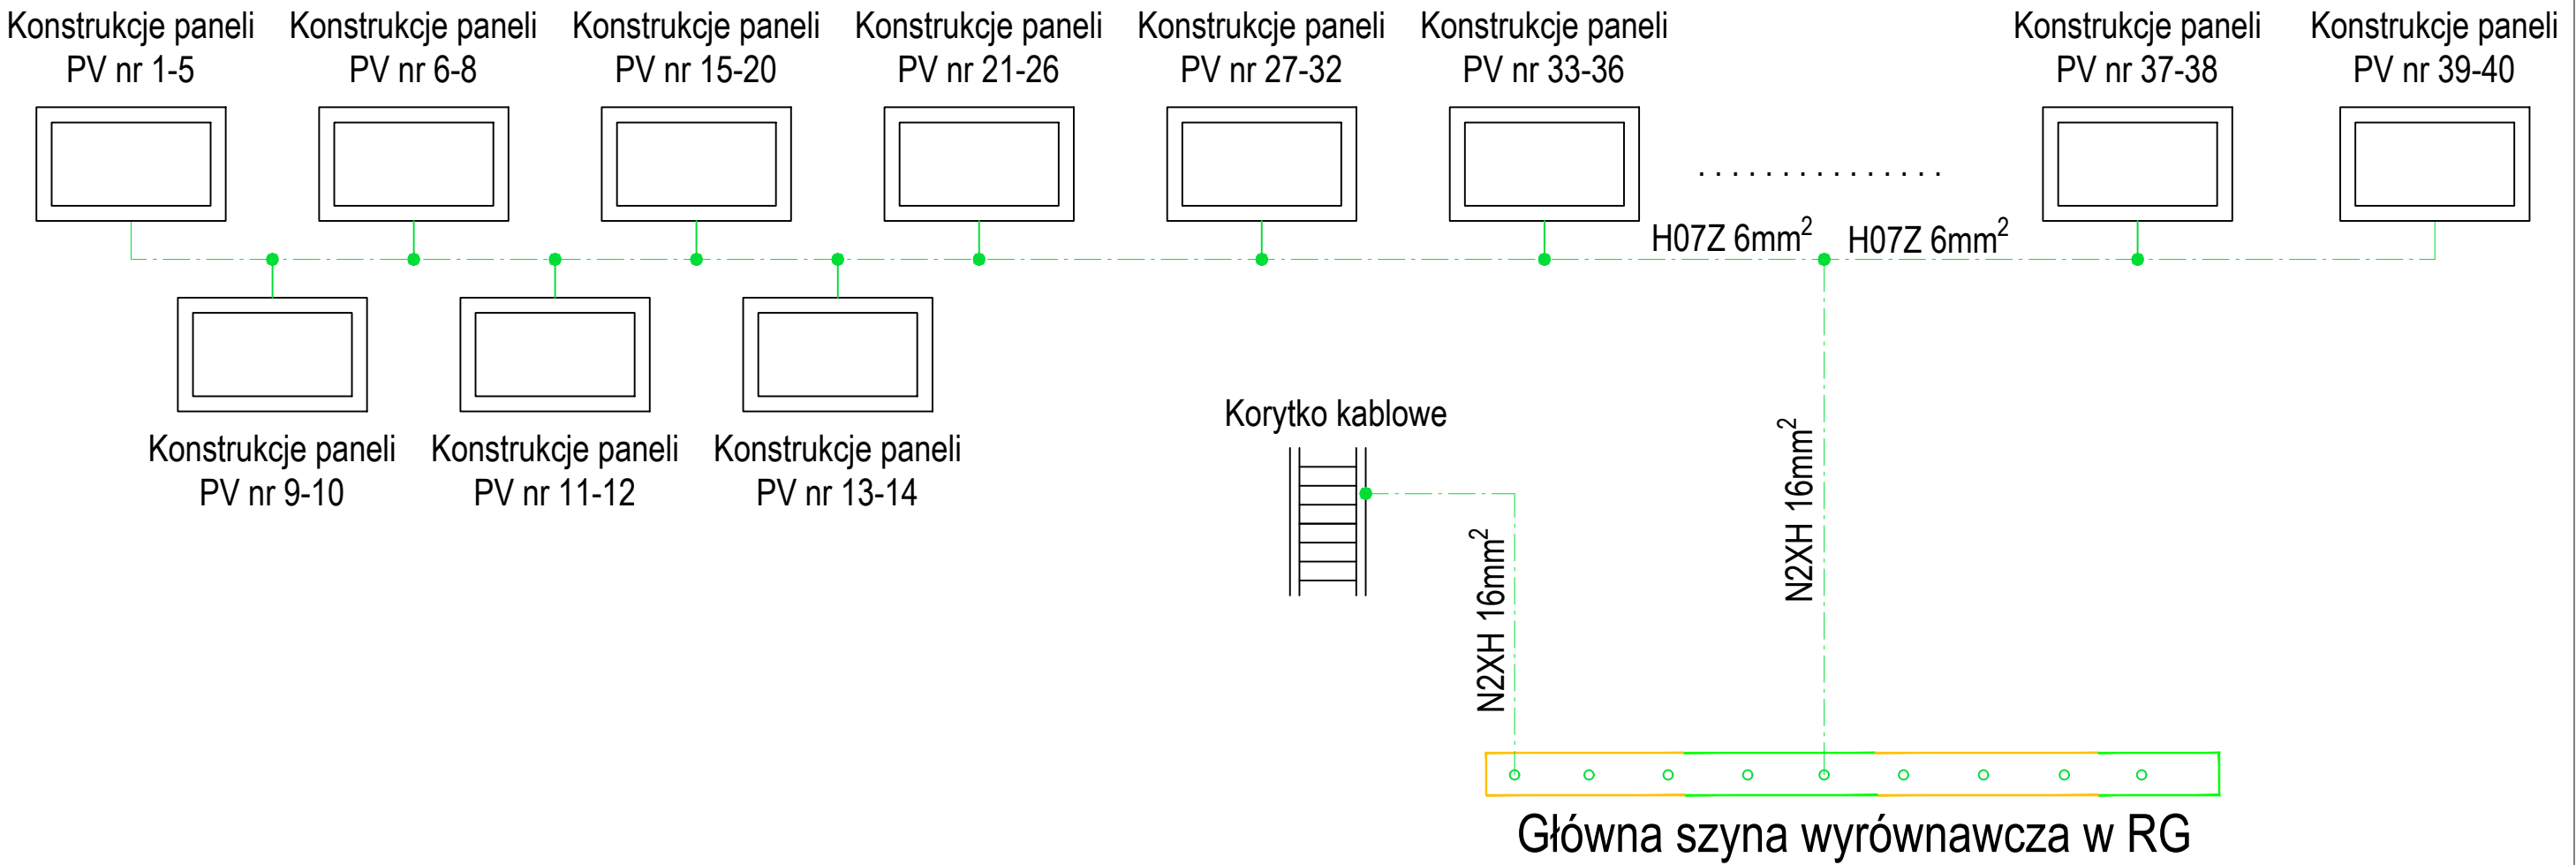 Konstrukcje paneli
PV nr 1-5
Konstrukcje paneli
PV nr 6-8
Konstrukcje paneli
PV nr 15-20
Konstrukcje paneli
PV nr 21-26
Konstrukcje paneli
PV nr 27-32
Konstrukcje paneli
PV nr 33-36
Konstrukcje paneli
PV nr 37-38
Konstrukcje paneli
PV nr 39-40
. . . . . . . . . . . . . . .
H07Z 6mm²
H07Z 6mm²
Konstrukcje paneli
PV nr 9-10
Konstrukcje paneli
PV nr 11-12
Konstrukcje paneli
PV nr 13-14
Korytko kablowe
N2XH 16mm²
N2XH 16mm²
Główna szyna wyrównawcza w RG